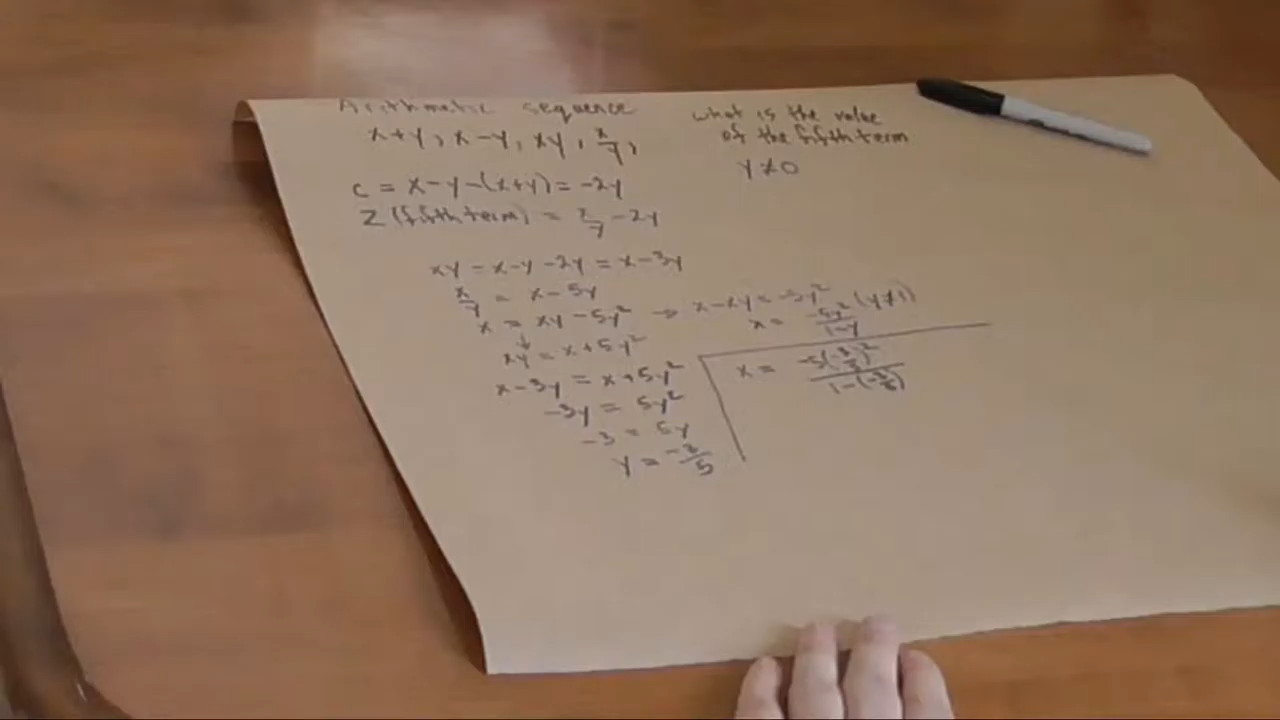 Arithmetic sequence
x+y, x-y, xy, x/y,
what is the value
of the fifth term
y≠0
c = x-y-(x+y) = -2y
z (fifth term) = x/y - 2y
xy = x-y-2y = x-3y
x/y = x-5y
x = xy-5y² → x-xy = -5y²
x = -5y²/1-y (y≠1)
xy = x+5y²
x-3y = x+5y²
-3y = 5y²
-3 = 5y
y = -3/5
x = -5(-3/5)²/1-(-3/5)